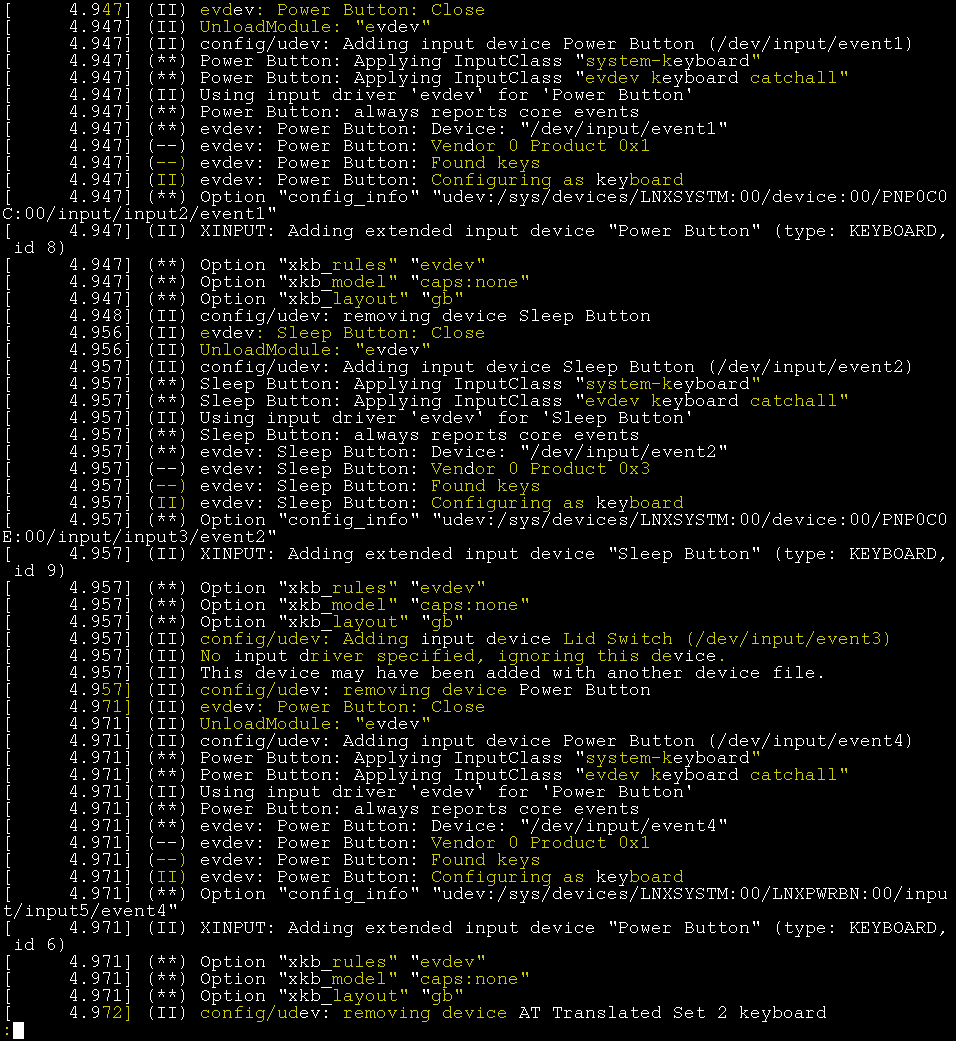 [     4.947] (II) evdev: Power Button: Close
[     4.947] (II) UnloadModule: "evdev"
[     4.947] (II) config/udev: Adding input device Power Button (/dev/input/event1)
[     4.947] (**) Power Button: Applying InputClass "system-keyboard"
[     4.947] (**) Power Button: Applying InputClass "evdev keyboard catchall"
[     4.947] (II) Using input driver 'evdev' for 'Power Button'
[     4.947] (**) Power Button: always reports core events
[     4.947] (**) evdev: Power Button: Device: "/dev/input/event1"
[     4.947] (--) evdev: Power Button: Vendor 0 Product 0x1
[     4.947] (--) evdev: Power Button: Found keys
[     4.947] (II) evdev: Power Button: Configuring as keyboard
[     4.947] (**) Option "config_info" "udev:/sys/devices/LNXSYSTM:00/device:00/PNP0C0
C:00/input/input2/event1"
[     4.947] (II) XINPUT: Adding extended input device "Power Button" (type: KEYBOARD,
 id 8)
[     4.947] (**) Option "xkb_rules" "evdev"
[     4.947] (**) Option "xkb_model" "caps:none"
[     4.947] (**) Option "xkb_layout" "gb"
[     4.948] (II) config/udev: removing device Sleep Button
[     4.956] (II) evdev: Sleep Button: Close
[     4.956] (II) UnloadModule: "evdev"
[     4.957] (II) config/udev: Adding input device Sleep Button (/dev/input/event2)
[     4.957] (**) Sleep Button: Applying InputClass "system-keyboard"
[     4.957] (**) Sleep Button: Applying InputClass "evdev keyboard catchall"
[     4.957] (II) Using input driver 'evdev' for 'Sleep Button'
[     4.957] (**) Sleep Button: always reports core events
[     4.957] (**) evdev: Sleep Button: Device: "/dev/input/event2"
[     4.957] (--) evdev: Sleep Button: Vendor 0 Product 0x3
[     4.957] (--) evdev: Sleep Button: Found keys
[     4.957] (II) evdev: Sleep Button: Configuring as keyboard
[     4.957] (**) Option "config_info" "udev:/sys/devices/LNXSYSTM:00/device:00/PNP0C0
E:00/input/input3/event2"
[     4.957] (II) XINPUT: Adding extended input device "Sleep Button" (type: KEYBOARD,
 id 9)
[     4.957] (**) Option "xkb_rules" "evdev"
[     4.957] (**) Option "xkb_model" "caps:none"
[     4.957] (**) Option "xkb_layout" "gb"
[     4.957] (II) config/udev: Adding input device Lid Switch (/dev/input/event3)
[     4.957] (II) No input driver specified, ignoring this device.
[     4.957] (II) This device may have been added with another device file.
[     4.957] (II) config/udev: removing device Power Button
[     4.971] (II) evdev: Power Button: Close
[     4.971] (II) UnloadModule: "evdev"
[     4.971] (II) config/udev: Adding input device Power Button (/dev/input/event4)
[     4.971] (**) Power Button: Applying InputClass "system-keyboard"
[     4.971] (**) Power Button: Applying InputClass "evdev keyboard catchall"
[     4.971] (II) Using input driver 'evdev' for 'Power Button'
[     4.971] (**) Power Button: always reports core events
[     4.971] (**) evdev: Power Button: Device: "/dev/input/event4"
[     4.971] (--) evdev: Power Button: Vendor 0 Product 0x1
[     4.971] (--) evdev: Power Button: Found keys
[     4.971] (II) evdev: Power Button: Configuring as keyboard
[     4.971] (**) Option "config_info" "udev:/sys/devices/LNXSYSTM:00/LNXPWRBN:00/inpu
t/input5/event4"
[     4.971] (II) XINPUT: Adding extended input device "Power Button" (type: KEYBOARD,
 id 6)
[     4.971] (**) Option "xkb_rules" "evdev"
[     4.971] (**) Option "xkb_model" "caps:none"
[     4.971] (**) Option "xkb_layout" "gb"
[     4.972] (II) config/udev: removing device AT Translated Set 2 keyboard
: